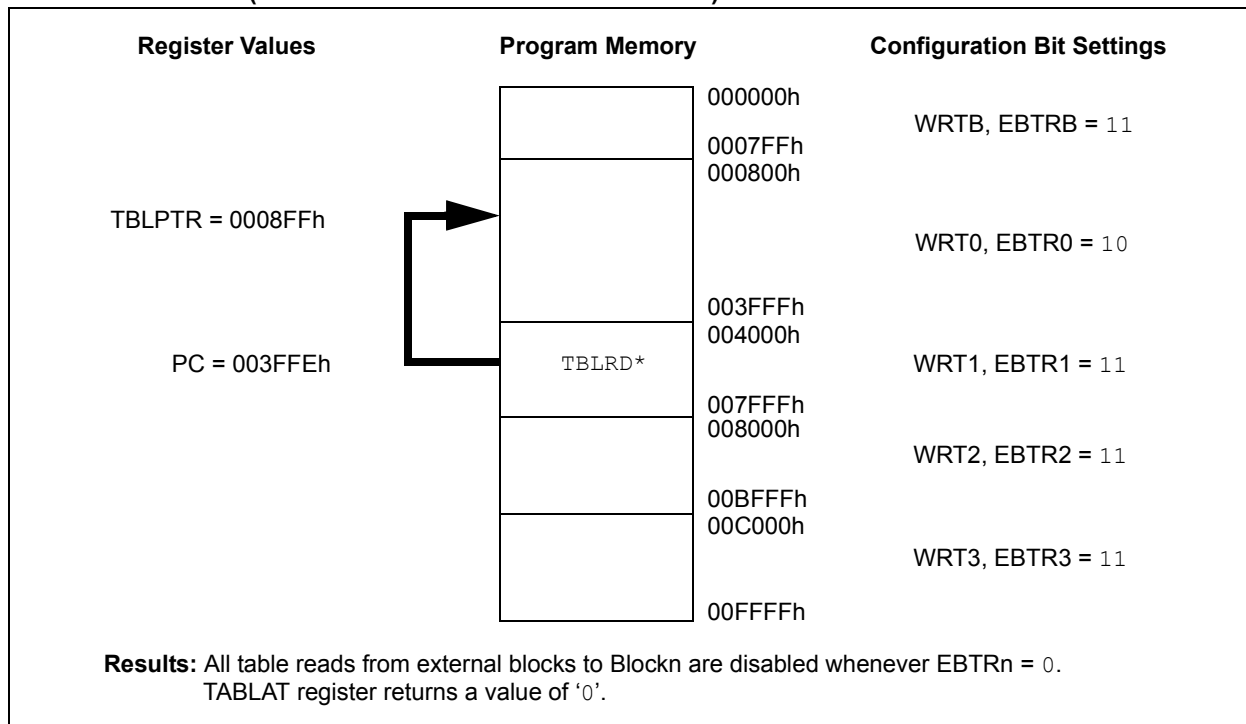 Register Values Program Memory Configuration Bit Settings
000000h
WRTB, EBTRB = 11
0007FFh
000800h
TBLPTR = 0008FFh
WRT0, EBTR0 = 10
003FFFh
004000h
PC = 003FFEh TBLRD* WRT1, EBTR1 = 11
007FFFh
008000h
WRT2, EBTR2 = 11
00BFFFh
00C000h
WRT3, EBTR3 = 11
00FFFFh
Results: All table reads from external blocks to Blockn are disabled whenever EBTRn = 0.
TABLAT register returns a value of ‘0’.